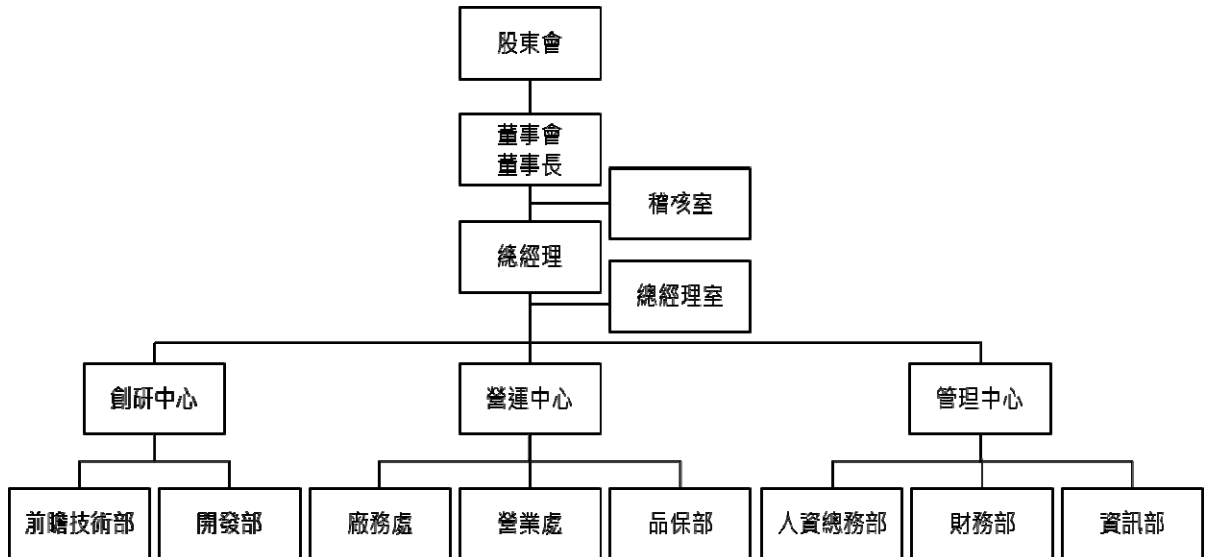 股東會
董事會
董事長
稽核室
總經理
總經理室
創研中心
營運中心
管理中心
前瞻技術部
開發部
廠務處
營業處
品保部
人資總務部
財務部
資訊部